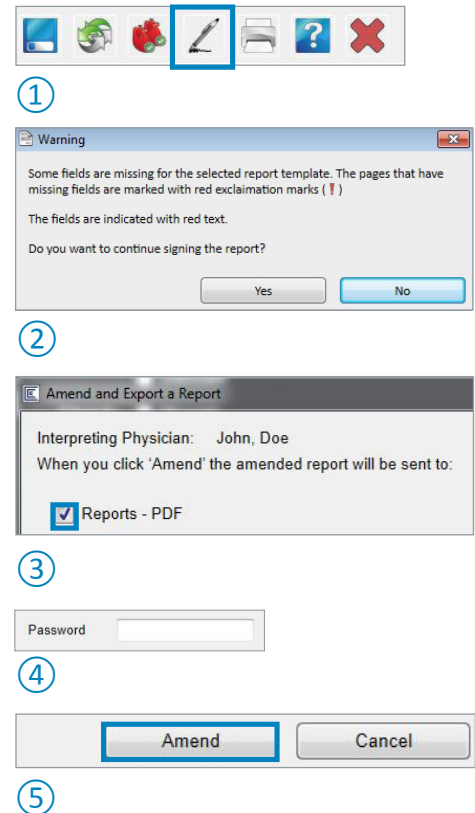 ?
①
Warning
Some fields are missing for the selected report template. The pages that have
missing fields are marked with red exclaimation marks (!)
The fields are indicated with red text.
Do you want to continue signing the report?
Yes No
②
Amend and Export a Report
Interpreting Physician: John, Doe
When you click 'Amend' the amended report will be sent to:
Reports - PDF
③
Password
④
Amend Cancel
⑤